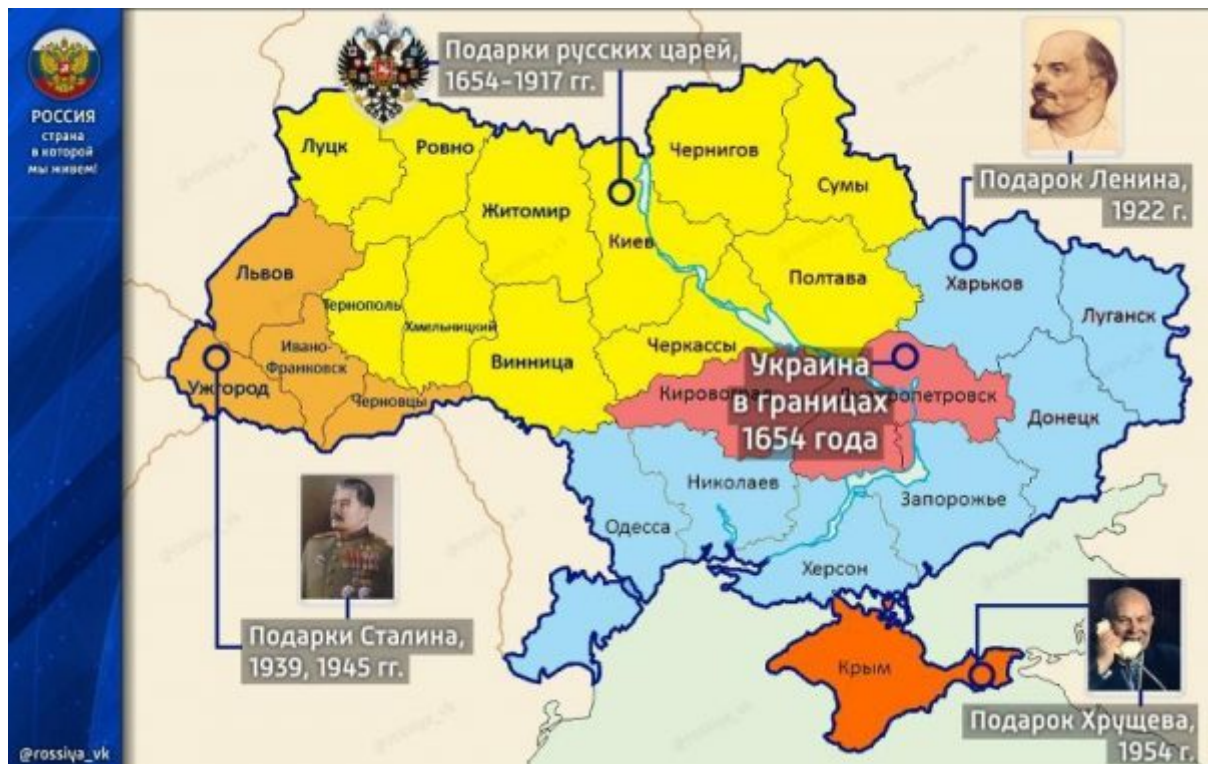 РОССИЯ
страна
в которой
мы живем!
Подарки русских царей,
1654-1917 гг.
Подарок Ленина,
1922 г.
Луцк
Ровно
Житомир
Киев
Чернигов
Сумы
Львов
Тернополь
Хмельницкий
Винница
Черкассы
Полтава
Харьков
Луганск
Ужгород
Ивано-
Франковск
Черновцы
Кировоград
Днепропетровск
Украина
в границах
1654 года
Донецк
Одесса
Николаев
Запорожье
Херсон
Крым
Подарки Сталина,
1939, 1945 гг.
Подарок Хрущева,
1954 г.
@rossiya_vk